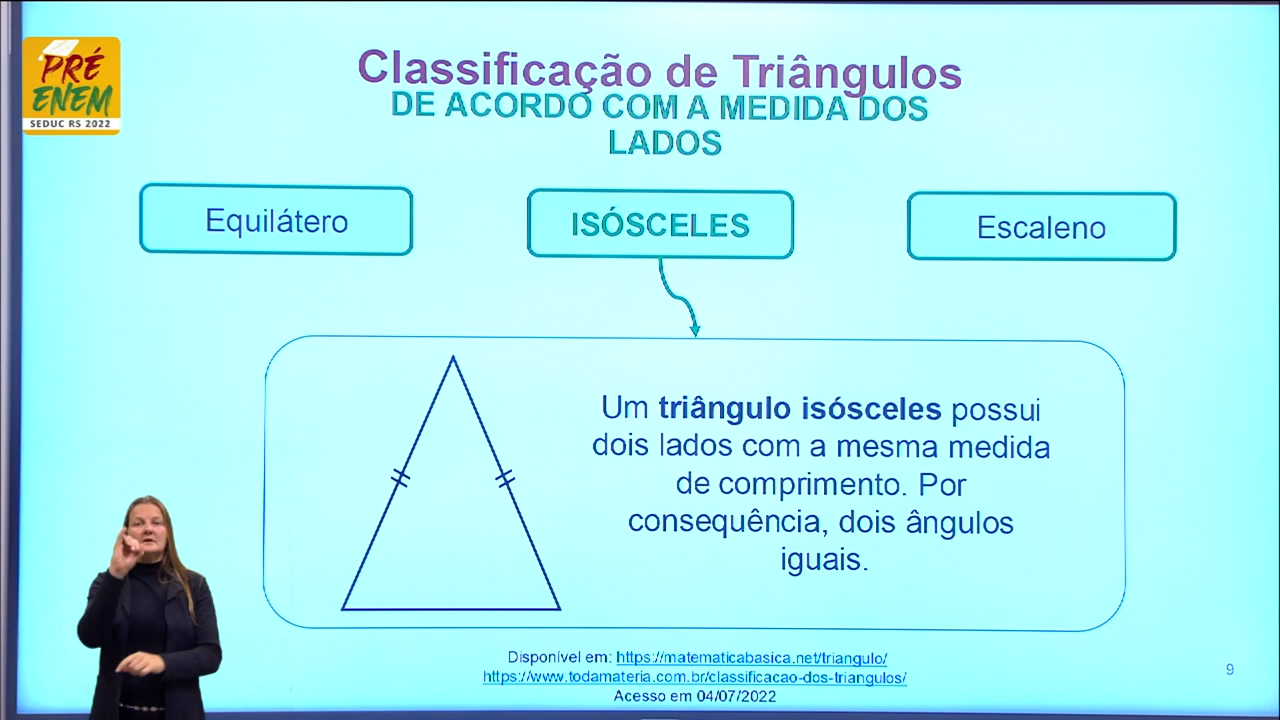 PRÉ
ENEM
SEDUC RS 2022
Classificação de Triângulos
DE ACORDO COM A MEDIDA DOS
LADOS
Equilátero
ISÓSCELES
Escaleno
Um triângulo isósceles possui
dois lados com a mesma medida
de comprimento. Por
consequência, dois ângulos
iguais.
Disponível em: https://matematicabasica.net/triangulo/
https://www.todamateria.com.br/classificacao-dos-triangulos/
Acesso em 04/07/2022
9